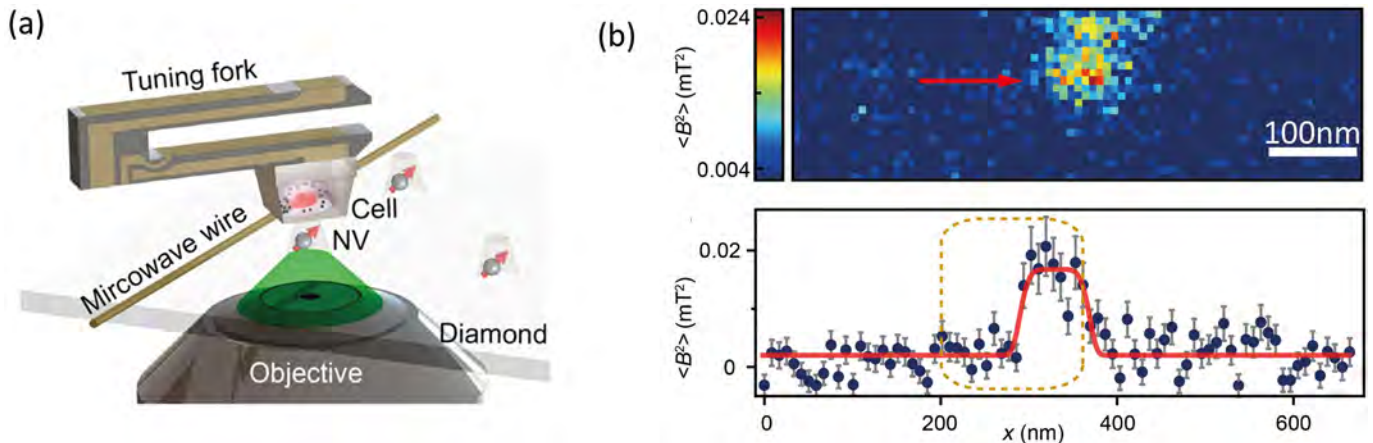 (a)
Tuning fork
Cell
NV
Mircowave wire
Diamond
Objective
(b)
0.024
<B²> (mT²)
0.004
100nm
0.02
<B²> (mT²)
0
0 200 400 600
x (nm)